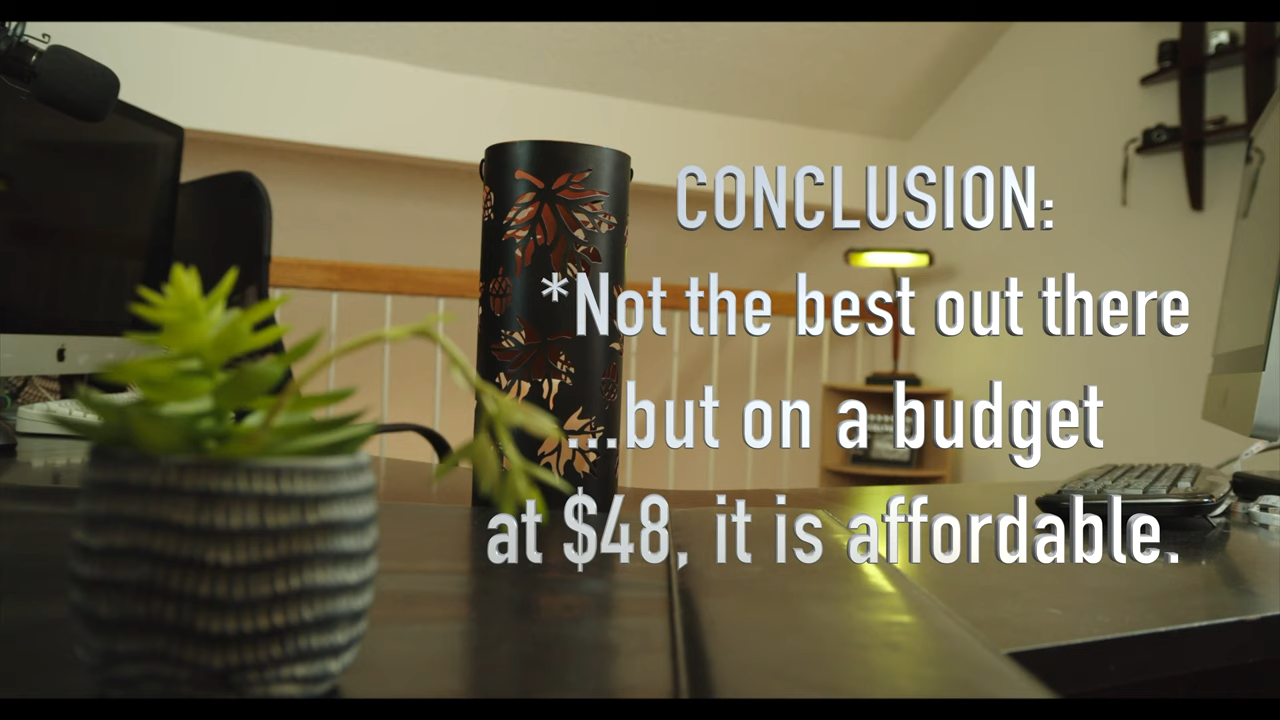 CONCLUSION:
*Not the best out there
...but on a budget
at $48, it is affordable.